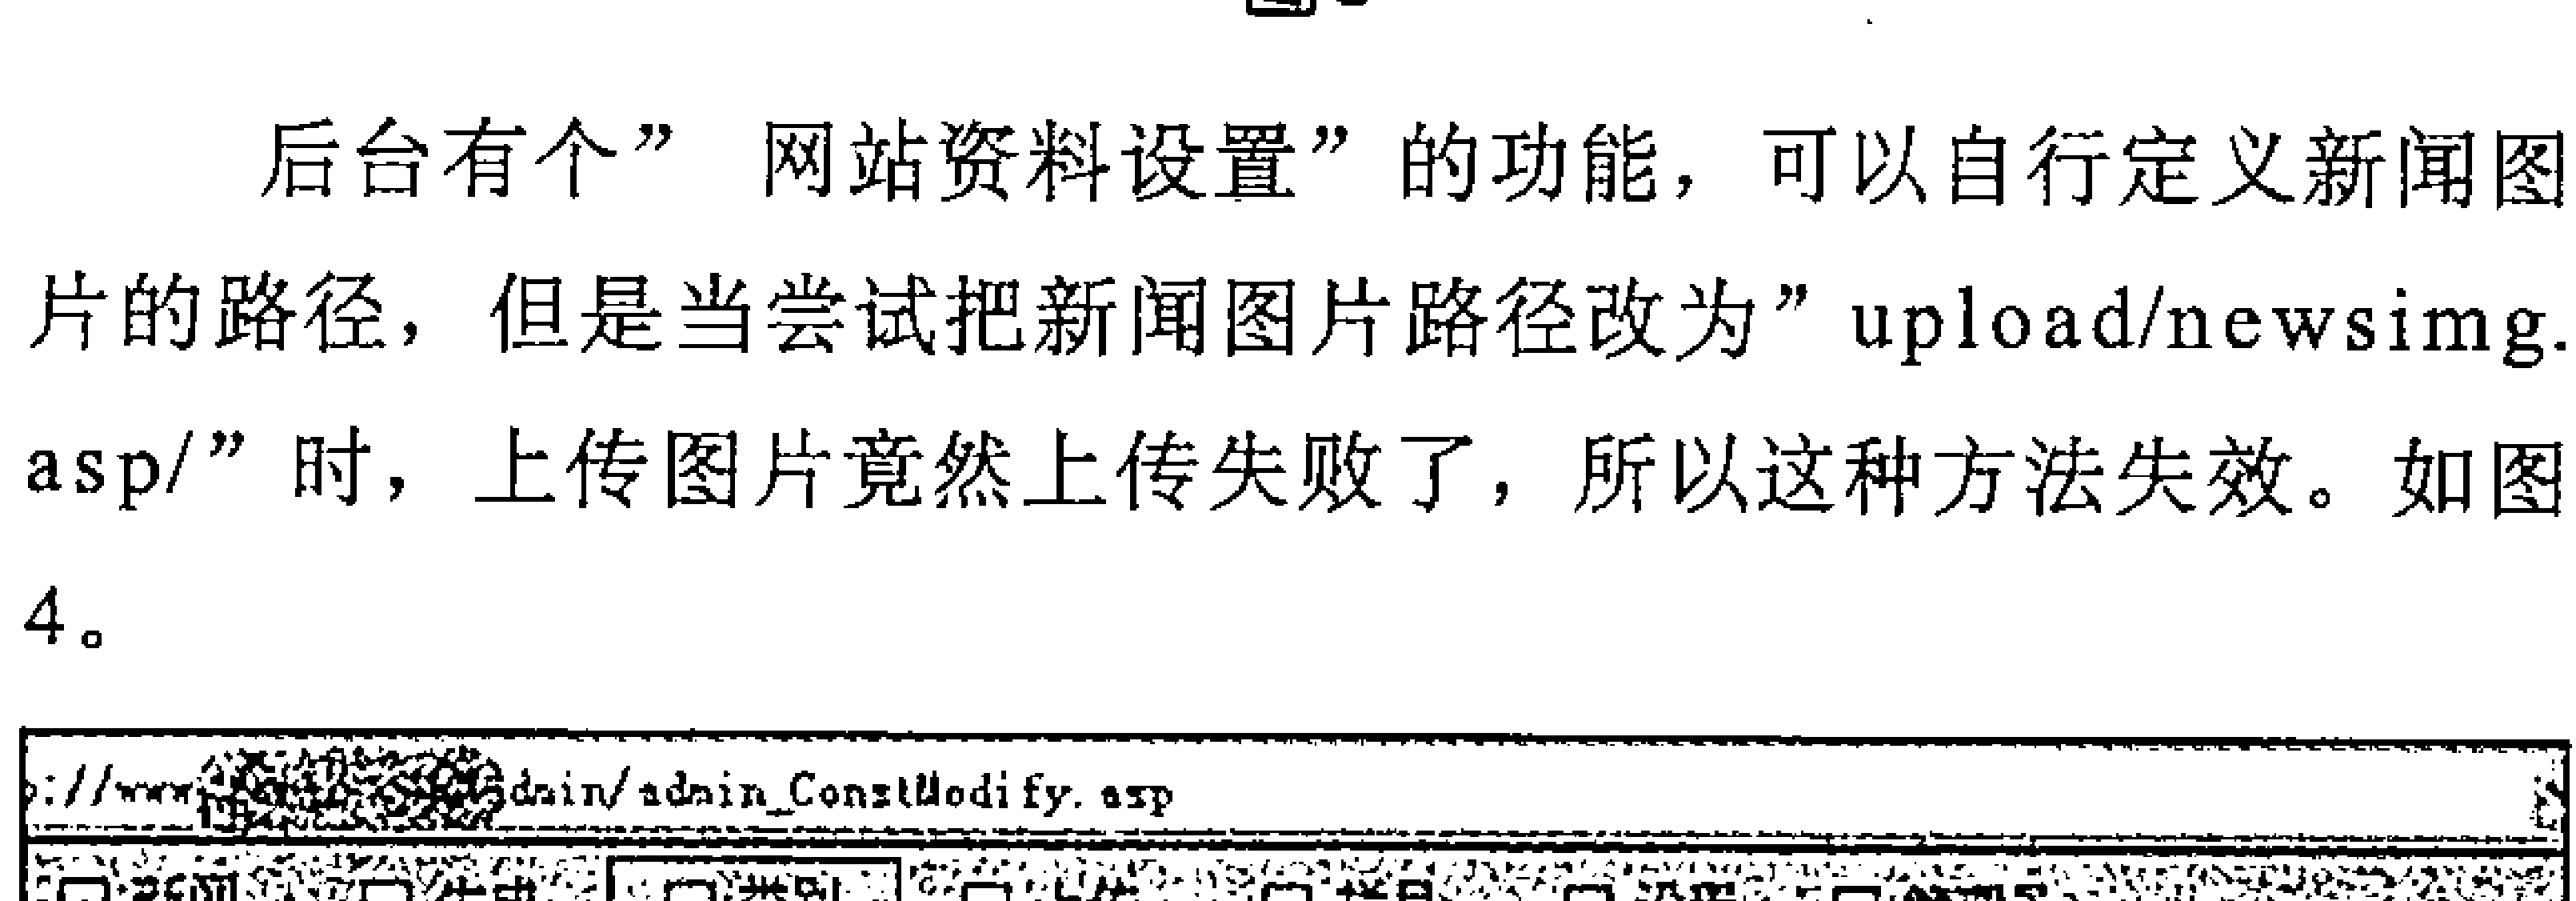 后台有个” 网站资料设置”的功能，可以自行定义新闻图
片的路径，但是当尝试把新闻图片路径改为”upload/newsimg.
asp/”时，上传图片竟然上传失败了，所以这种方法失效。如图
4。
://www dmin/admin_ConstModify.asp